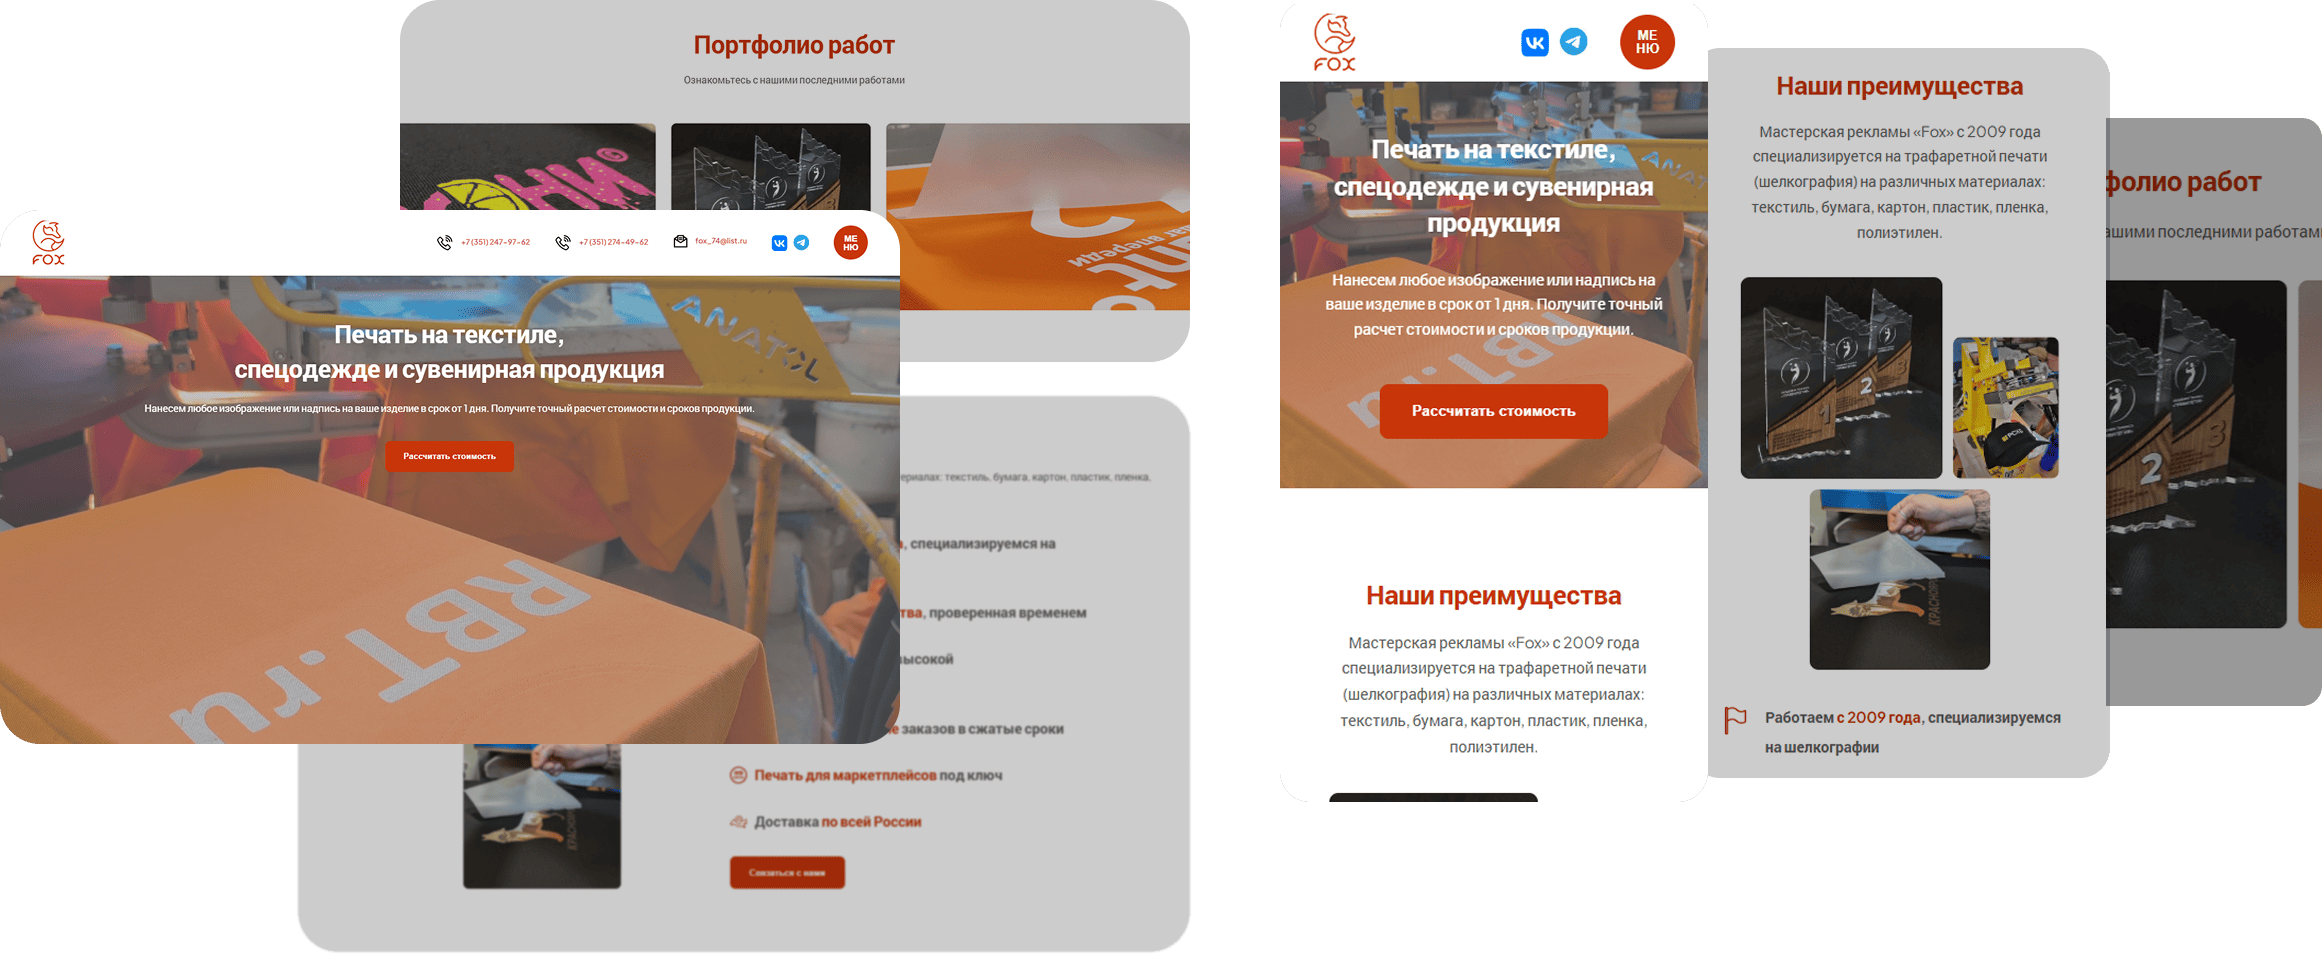 Портфолио работ
Ознакомьтесь с нашими последними работами
FOX
+7 (351) 247-97-62
+7 (351) 274-49-62
fox_74@list.ru
МЕ
НЮ
ANATOL
Печать на текстиле,
спецодежде и сувенирная продукция
Нанесем любое изображение или надпись на ваше изделие в срок от 1 дня. Получите точный расчет стоимости и сроков продукции.
Рассчитать стоимость
RBT.ru
текстиль, бумага, картон, пластик, пленка,
специализируемся на
проверенная временем
заказов в сжатые сроки
Печать для маркетплейсов под ключ
Доставка по всей России
Связаться с нами
FOX
МЕ
НЮ
Печать на текстиле,
спецодежде и сувенирная
продукция
Нанесем любое изображение или надпись на
ваше изделие в срок от 1 дня. Получите точный
расчет стоимости и сроков продукции.
Рассчитать стоимость
Наши преимущества
Мастерская рекламы «Fox» с 2009 года
специализируется на трафаретной печати
(шелкография) на различных материалах:
текстиль, бумага, картон, пластик, пленка,
полиэтилен.
Наши преимущества
Мастерская рекламы «Fox» с 2009 года
специализируется на трафаретной печати
(шелкография) на различных материалах:
текстиль, бумага, картон, пластик, пленка,
полиэтилен.
1
2
3
Работаем с 2009 года, специализируемся
на шелкографии
фолио работ
ашими последними работами
2
3